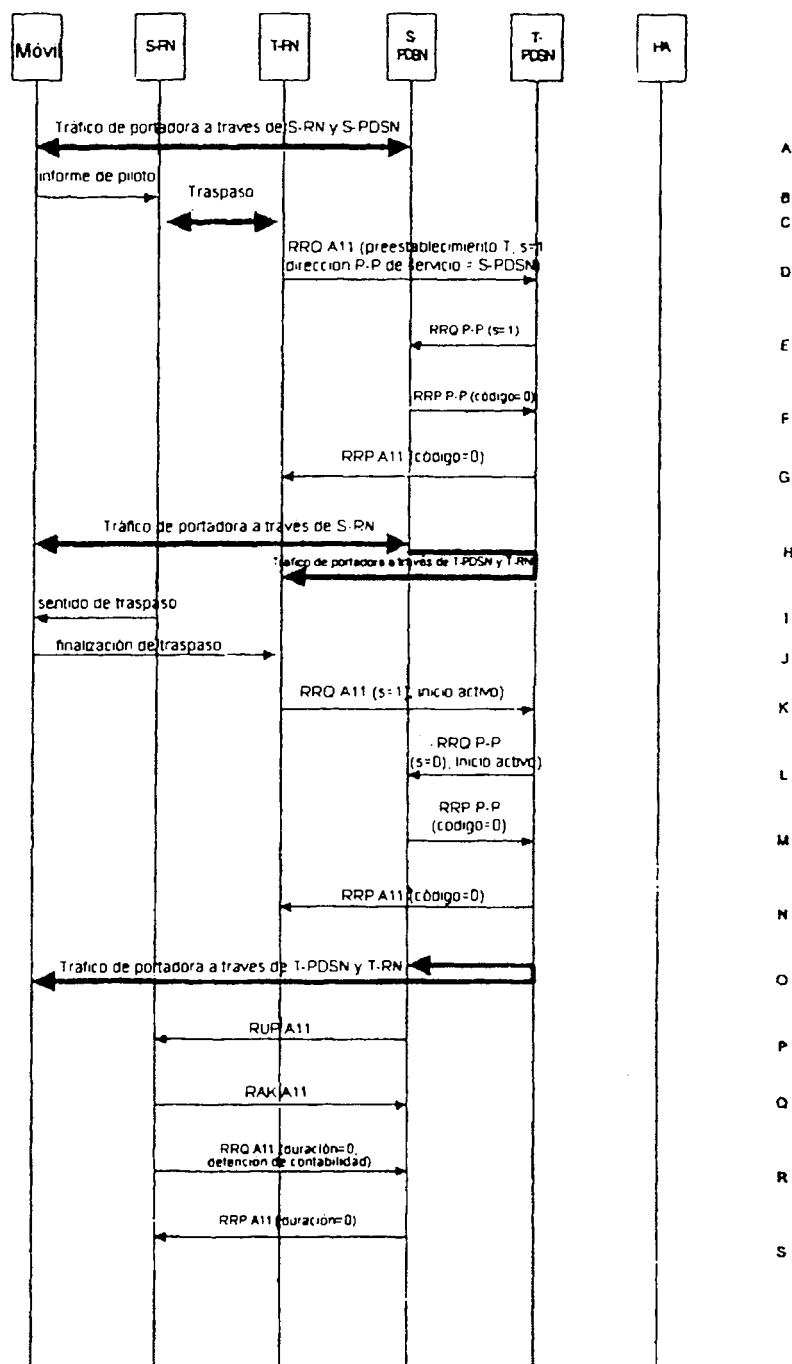 Móvil
S-RN
T-RN
S-
PDSN
T-
PDSN
HA
Tráfico de portadora a traves de S-RN y S-PDSN
A
informe de piloto
B
Traspaso
C
RRQ A11 (preestablecimiento T, s=1
dirección P-P de servicio = S-PDSN)
D
RRQ P-P (s=1)
E
RRP P-P (código=0)
F
RRP A11 (código=0)
G
Tráfico de portadora a través de S-RN
H
Tráfico de portadora a través de T-PDSN y T-RN
sentido de traspaso
I
finalización de traspaso
J
RRQ A11 (s=1), inicio activo)
K
RRQ P-P
(s=0), inicio activo)
L
RRP P-P
(codigo=0)
M
RRP A11 (código=0)
N
Tráfico de portadora a traves de T-PDSN y T-RN
O
RUP A11
P
RAK A11
Q
RRQ A11 (duración=0,
detención de contabilidad)
R
RRP A11 (duración=0)
S